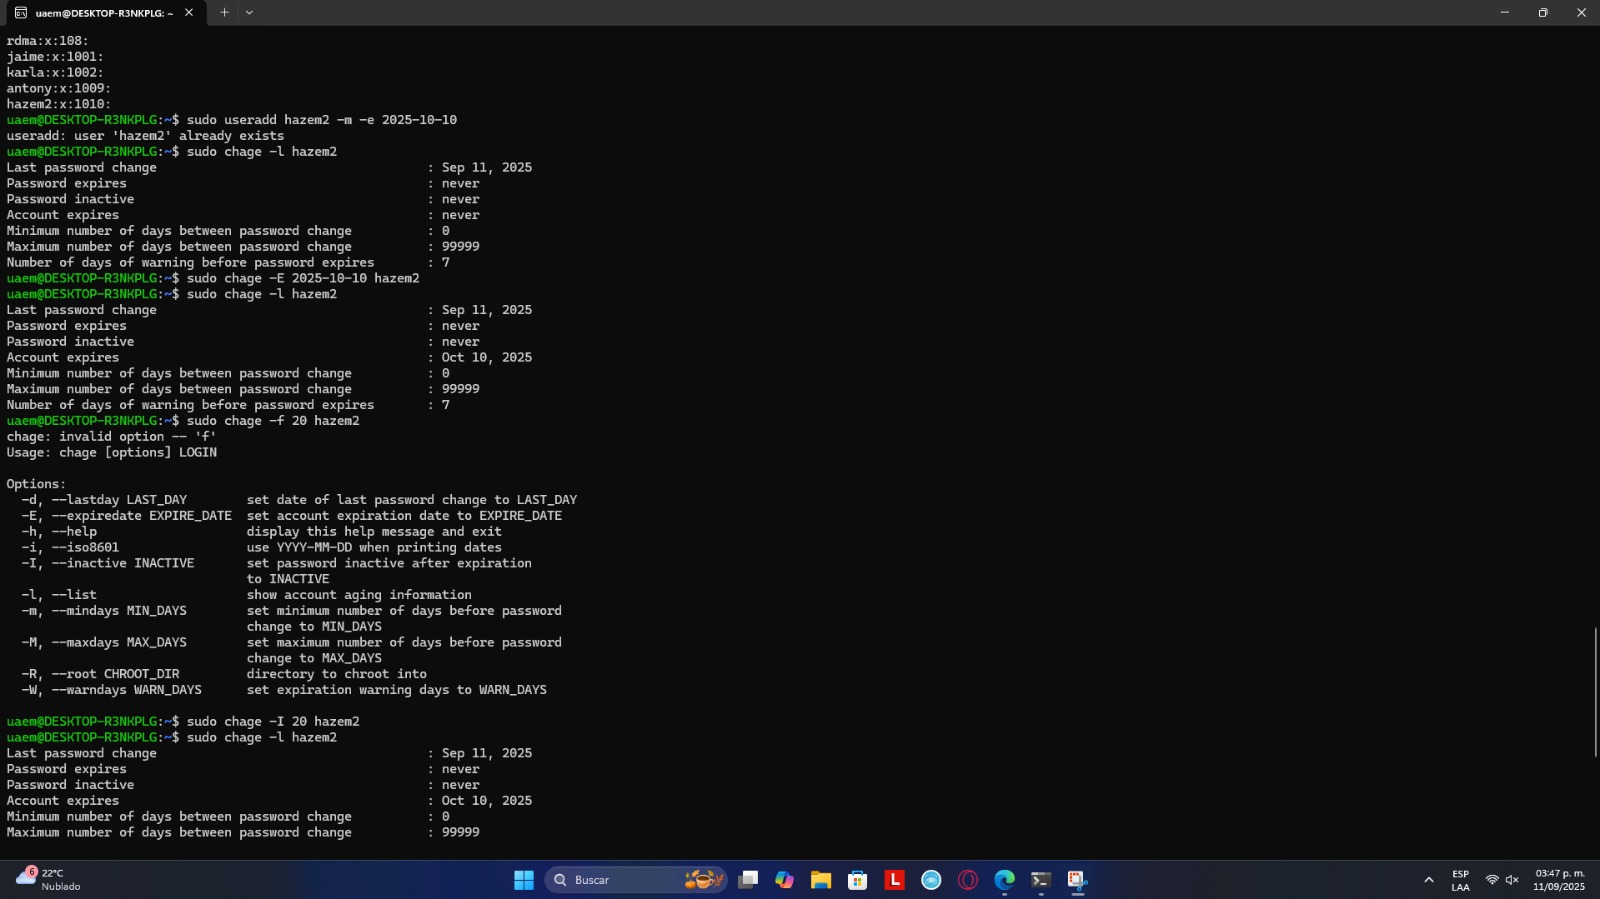 uaem@DESKTOP-R3NKPLG: ~
rdma:x:108:
jaime:x:1001:
karla:x:1002:
antony:x:1009:
hazem2:x:1010:
uaem@DESKTOP-R3NKPLG:~$ sudo useradd hazem2 -m -e 2025-10-10
useradd: user 'hazem2' already exists
uaem@DESKTOP-R3NKPLG:~$ sudo chage -l hazem2
Last password change : Sep 11, 2025
Password expires : never
Password inactive : never
Account expires : never
Minimum number of days between password change : 0
Maximum number of days between password change : 99999
Number of days of warning before password expires : 7
uaem@DESKTOP-R3NKPLG:~$ sudo chage -E 2025-10-10 hazem2
uaem@DESKTOP-R3NKPLG:~$ sudo chage -l hazem2
Last password change : Sep 11, 2025
Password expires : never
Password inactive : never
Account expires : Oct 10, 2025
Minimum number of days between password change : 0
Maximum number of days between password change : 99999
Number of days of warning before password expires : 7
uaem@DESKTOP-R3NKPLG:~$ sudo chage -f 20 hazem2
chage: invalid option -- 'f'
Usage: chage [options] LOGIN
Options:
-d, --lastday LAST_DAY set date of last password change to LAST_DAY
-E, --expiredate EXPIRE_DATE set account expiration date to EXPIRE_DATE
-h, --help display this help message and exit
-i, --iso8601 use YYYY-MM-DD when printing dates
-I, --inactive INACTIVE set password inactive after expiration
to INACTIVE
-l, --list show account aging information
-m, --mindays MIN_DAYS set minimum number of days before password
change to MIN_DAYS
-M, --maxdays MAX_DAYS set maximum number of days before password
change to MAX_DAYS
-R, --root CHROOT_DIR directory to chroot into
-W, --warndays WARN_DAYS set expiration warning days to WARN_DAYS
uaem@DESKTOP-R3NKPLG:~$ sudo chage -I 20 hazem2
uaem@DESKTOP-R3NKPLG:~$ sudo chage -l hazem2
Last password change : Sep 11, 2025
Password expires : never
Password inactive : never
Account expires : Oct 10, 2025
Minimum number of days between password change : 0
Maximum number of days between password change : 99999
6
22°C
Nublado
Buscar
L
ESP
LAA
03:47 p. m.
11/09/2025